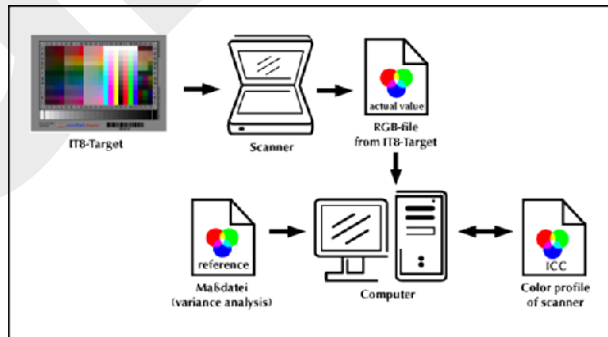 IT8-Target
Scanner
actual value
RGB-file
from IT8-Target
reference
Maßdatei
(variance analysis)
Computer
ICC
Color profile
of scanner